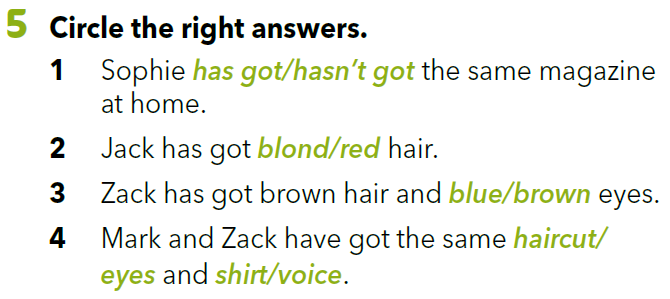 5 Circle the right answers.
1 Sophie has got/hasn't got the same magazine
at home.
2 Jack has got blond/red hair.
3 Zack has got brown hair and blue/brown eyes.
4 Mark and Zack have got the same haircut/
eyes and shirt/voice.